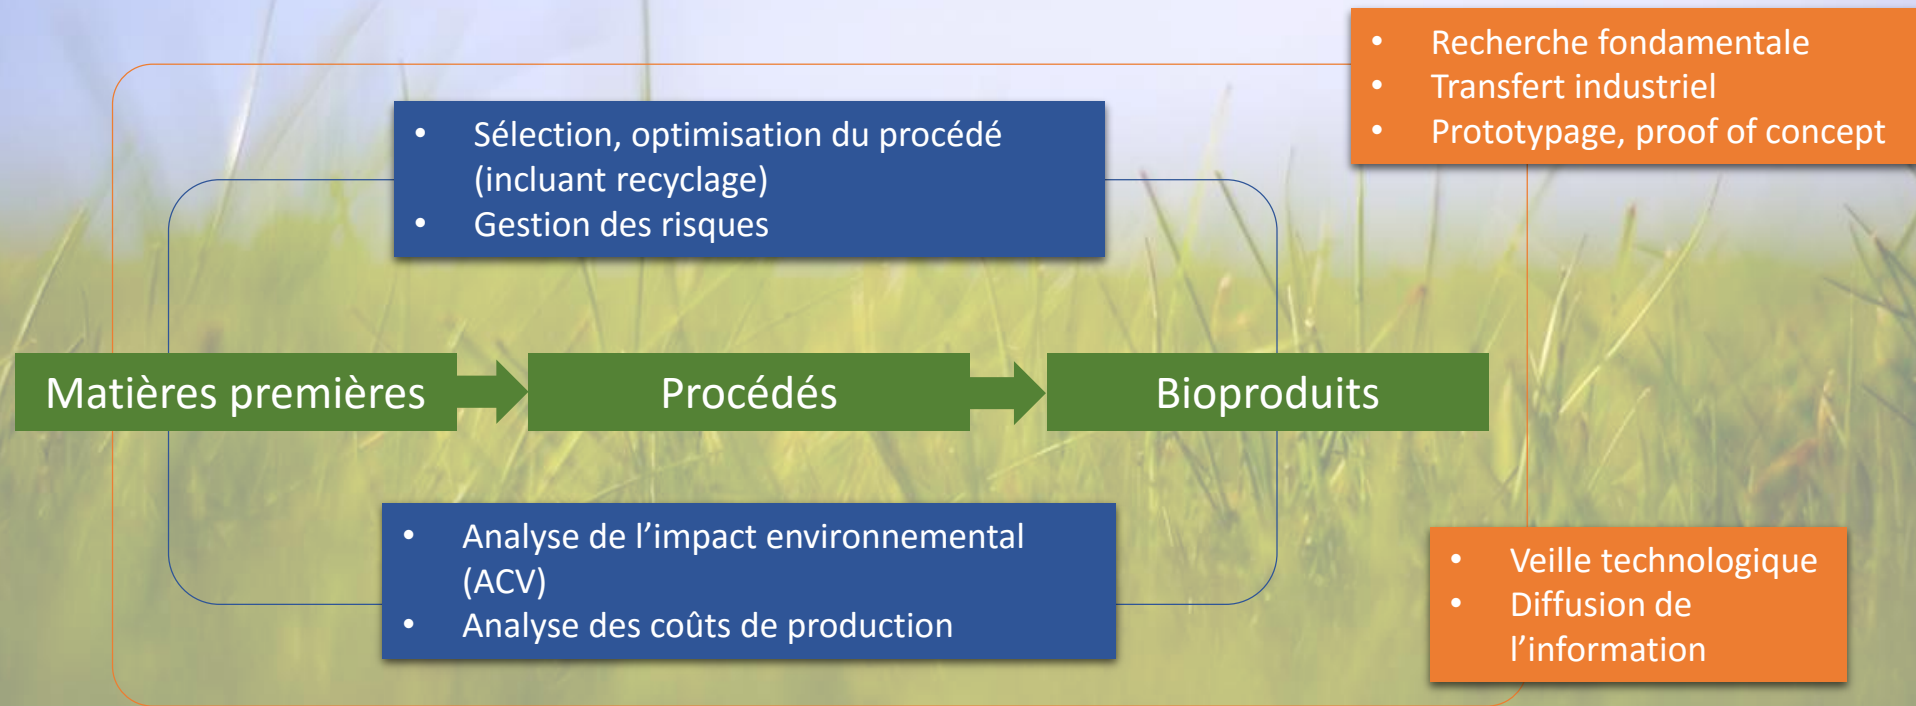 • Recherche fondamentale
• Transfert industriel
• Prototypage, proof of concept
• Sélection, optimisation du procédé
(incluant recyclage)
• Gestion des risques
Matières premières
Procédés
Bioproduits
• Analyse de l’impact environnemental
(ACV)
• Analyse des coûts de production
• Veille technologique
• Diffusion de
l’information